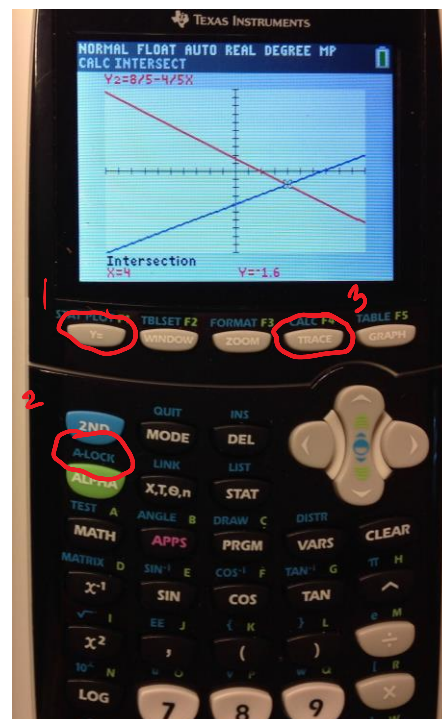 TEXAS INSTRUMENTS
NORMAL FLOAT AUTO REAL DEGREE MP
CALC INTERSECT
Y2=8/5-4/5X
Intersection
X=4 Y=-1.6
1 3
STAT PLOT F1 TBLSET F2 FORMAT F3 CALC F4 TABLE F5
Y= WINDOW ZOOM TRACE GRAPH
2
QUIT INS
2ND MODE DEL
A-LOCK LINK LIST
ALPHA X,T,Θ,n STAT
TEST A ANGLE B DRAW C DISTR
MATH APPS PRGM VARS CLEAR
MATRIX D SIN-1 E COS-1 F TAN-1 G π H
x-1 SIN COS TAN ^
√ I EE J { K } L e M
x2 , ( ) ÷
10x N u O v P w Q [ R
LOG 7 8 9 ×